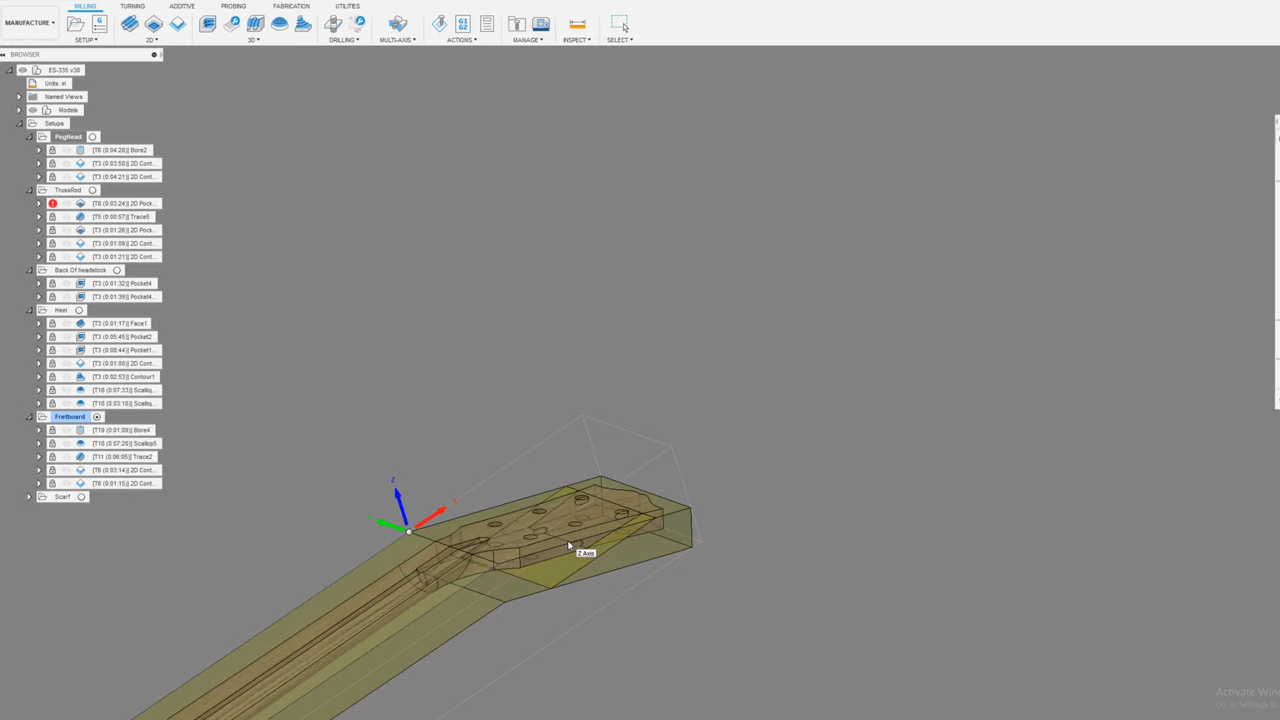 MILLING TURNING ADDITIVE PROBING FABRICATION UTILITIES
MANUFACTURE
G1
G2
SETUP 2D 3D DRILLING MULTI-AXIS ACTIONS MANAGE INSPECT SELECT
BROWSER
ES-335 v38
Units: in
Named Views
Models
Setups
PegHead
[T6 (0:04:28)] Bore2
[T3 (0:03:50)] 2D Cont...
[T3 (0:04:21)] 2D Cont...
TrussRod
[T8 (0:03:24)] 2D Pock...
[T5 (0:00:57)] Trace5
[T3 (0:01:26)] 2D Pock...
[T3 (0:01:09)] 2D Cont...
[T3 (0:01:21)] 2D Cont...
Back Of headstock
[T3 (0:01:32)] Pocket4
[T3 (0:01:39)] Pocket4...
Heel
[T3 (0:01:17)] Face1
[T3 (0:05:45)] Pocket2
[T3 (0:08:44)] Pocket1...
[T3 (0:01:00)] 2D Cont...
[T3 (0:02:53)] Contour1
[T18 (0:07:33)] Scallop...
[T18 (0:03:18)] Scallop...
Fretboard
[T19 (0:01:09)] Bore4
[T18 (0:07:20)] Scallop5
[T11 (0:06:05)] Trace2
[T6 (0:03:14)] 2D Cont...
[T6 (0:01:15)] 2D Cont...
Scarf
Z
X
Z Axis
Activate Win
Go to Settings to